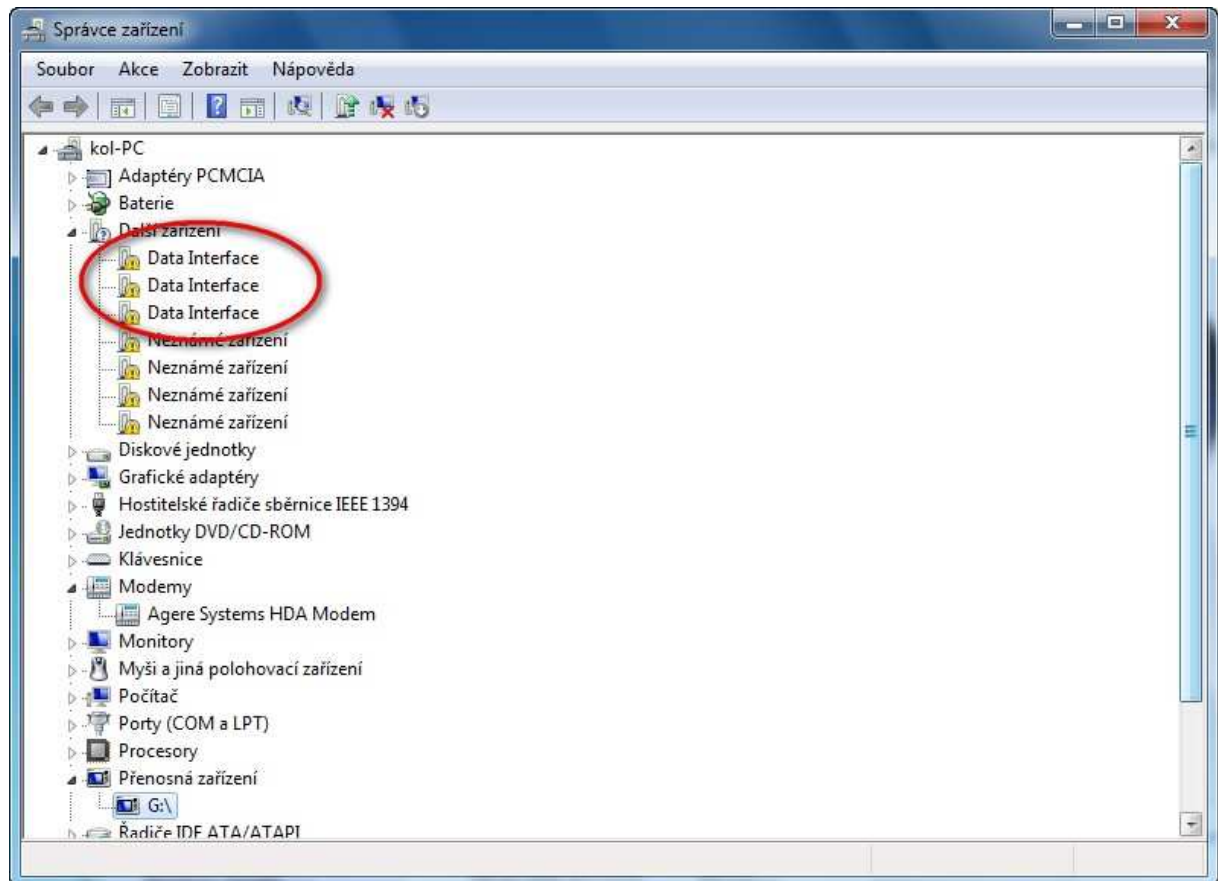 Správce zařízení
Soubor Akce Zobrazit Nápověda
kol-PC
Adaptéry PCMCIA
Baterie
Další zařízení
Data Interface
Data Interface
Data Interface
Neznámé zařízení
Neznámé zařízení
Neznámé zařízení
Neznámé zařízení
Diskové jednotky
Grafické adaptéry
Hostitelské řadiče sběrnice IEEE 1394
Jednotky DVD/CD-ROM
Klávesnice
Modemy
Agere Systems HDA Modem
Monitory
Myši a jiná polohovací zařízení
Počítač
Porty (COM a LPT)
Procesory
Přenosná zařízení
G:\
Řadiče IDE ATA/ATAPI